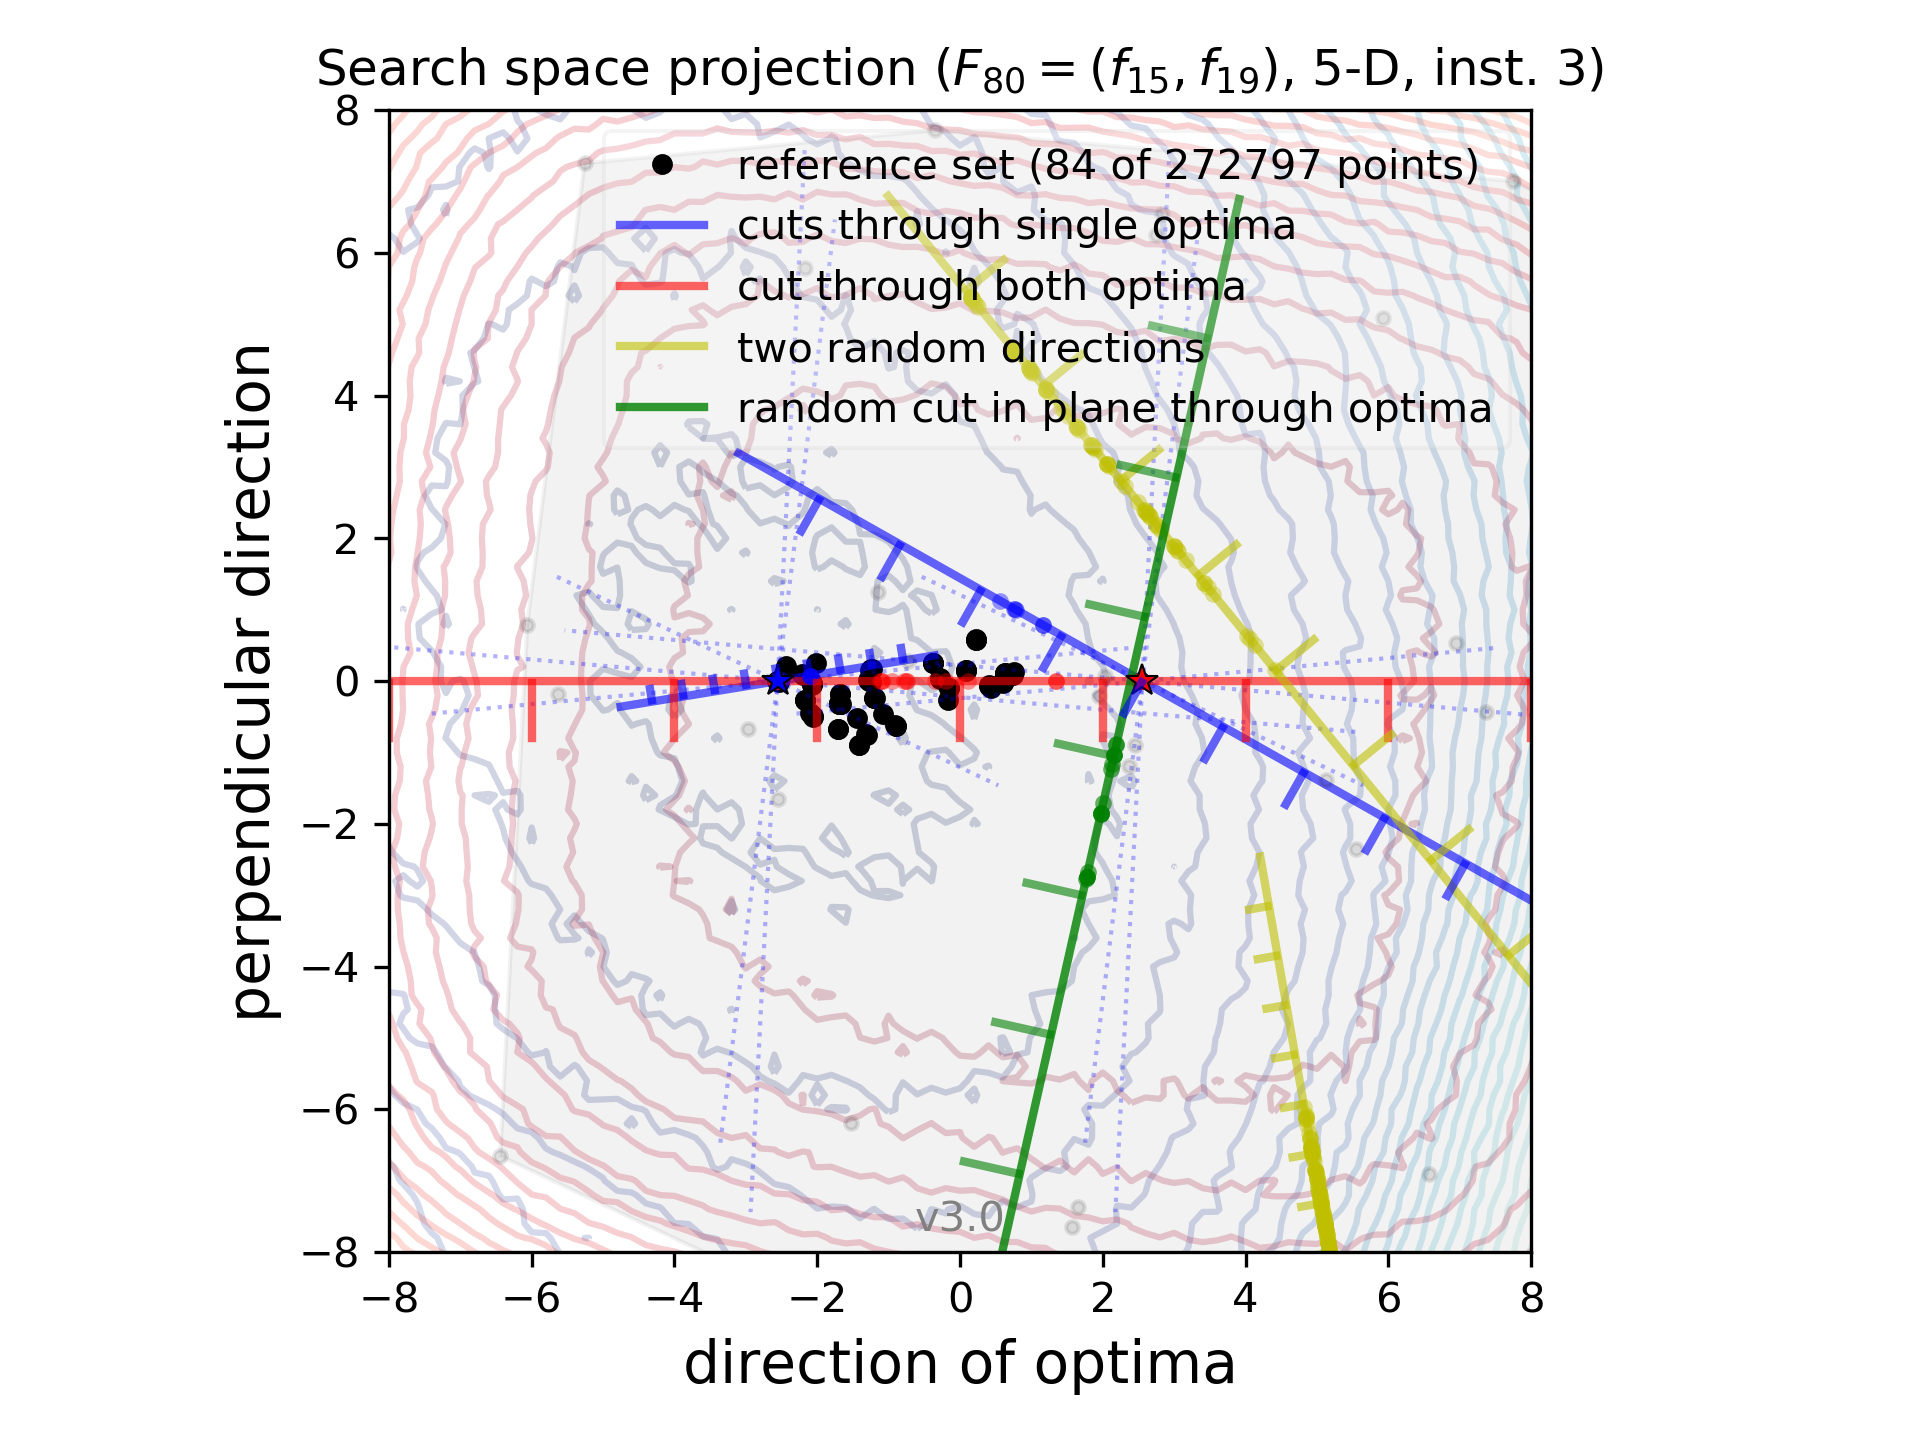 Search space projection (F80 = (f15, f19), 5-D, inst. 3)
reference set (84 of 272797 points)
cuts through single optima
cut through both optima
two random directions
random cut in plane through optima
perpendicular direction
8
6
4
2
0
−2
−4
−6
−8
v3.0
−8 −6 −4 −2 0 2 4 6 8
direction of optima